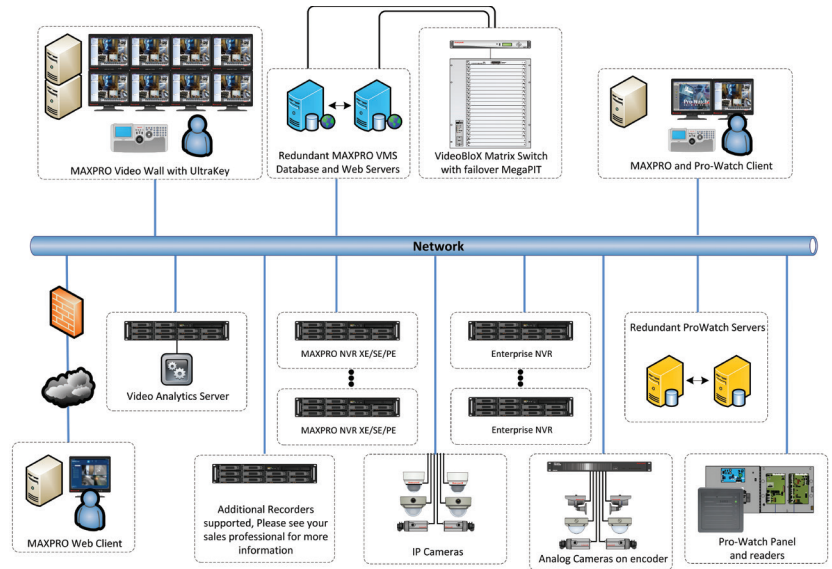 MAXPRO Video Wall with UltraKey
Redundant MAXPRO VMS
Database and Web Servers
VideoBloX Matrix Switch
with failover MegaPIT
MAXPRO and Pro-Watch Client
Network
Video Analytics Server
MAXPRO NVR XE/SE/PE
MAXPRO NVR XE/SE/PE
Enterprise NVR
Enterprise NVR
Redundant ProWatch Servers
MAXPRO Web Client
Additional Recorders
supported, Please see your
sales professional for more
information
IP Cameras
Analog Cameras on encoder
Pro-Watch Panel
and readers